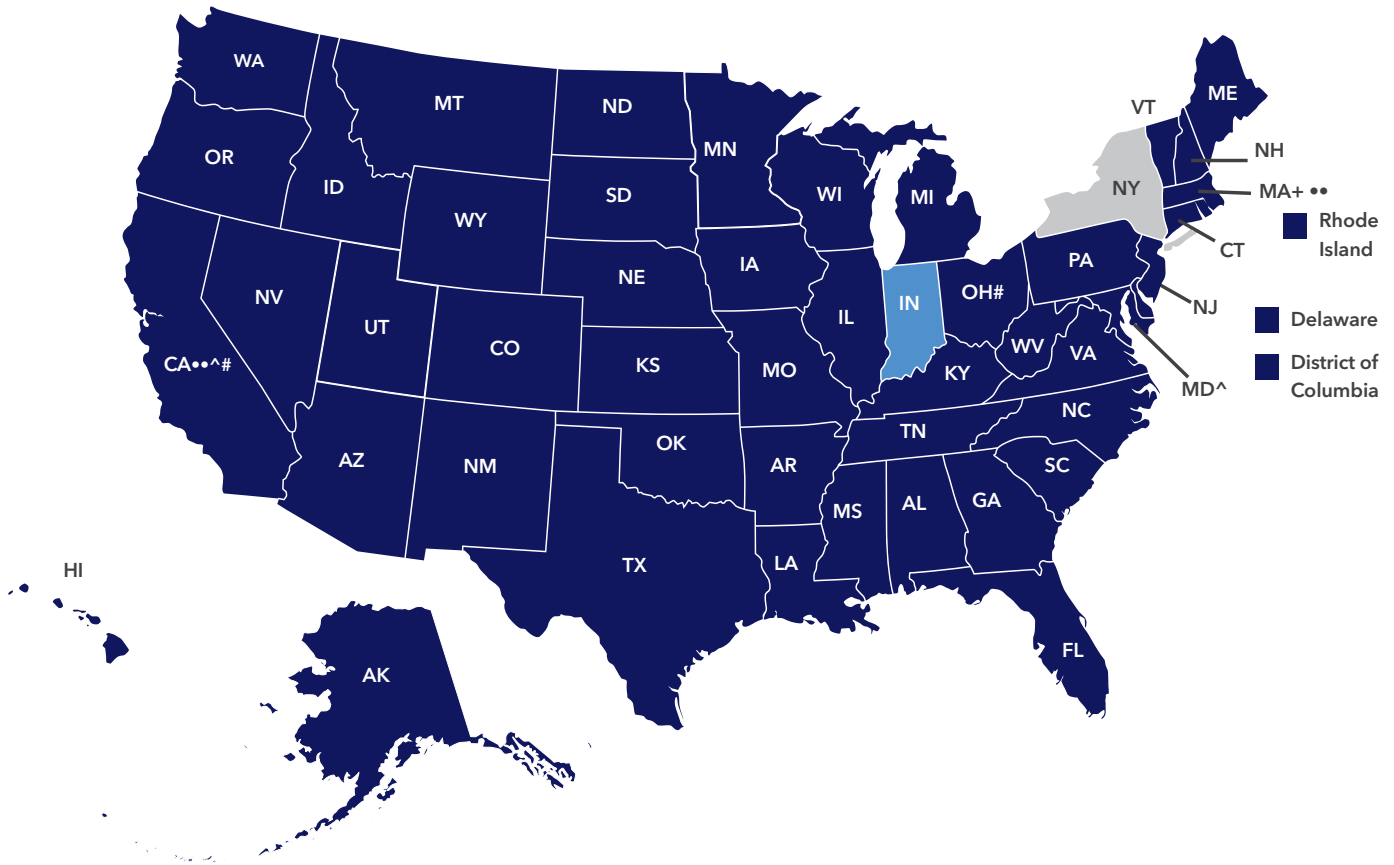 WA
MT
ND
MN
VT
ME
OR
ID
SD
WI
MI
NY
NH
MA+ ••
Rhode
Island
WY
CT
IA
PA
NE
NV
UT
IL
IN
OH#
NJ
Delaware
CO
CA••^#
KS
MO
WV
VA
KY
District of
Columbia
MD^
NC
TN
OK
AZ
NM
AR
SC
MS
AL
GA
HI
TX
LA
FL
AK